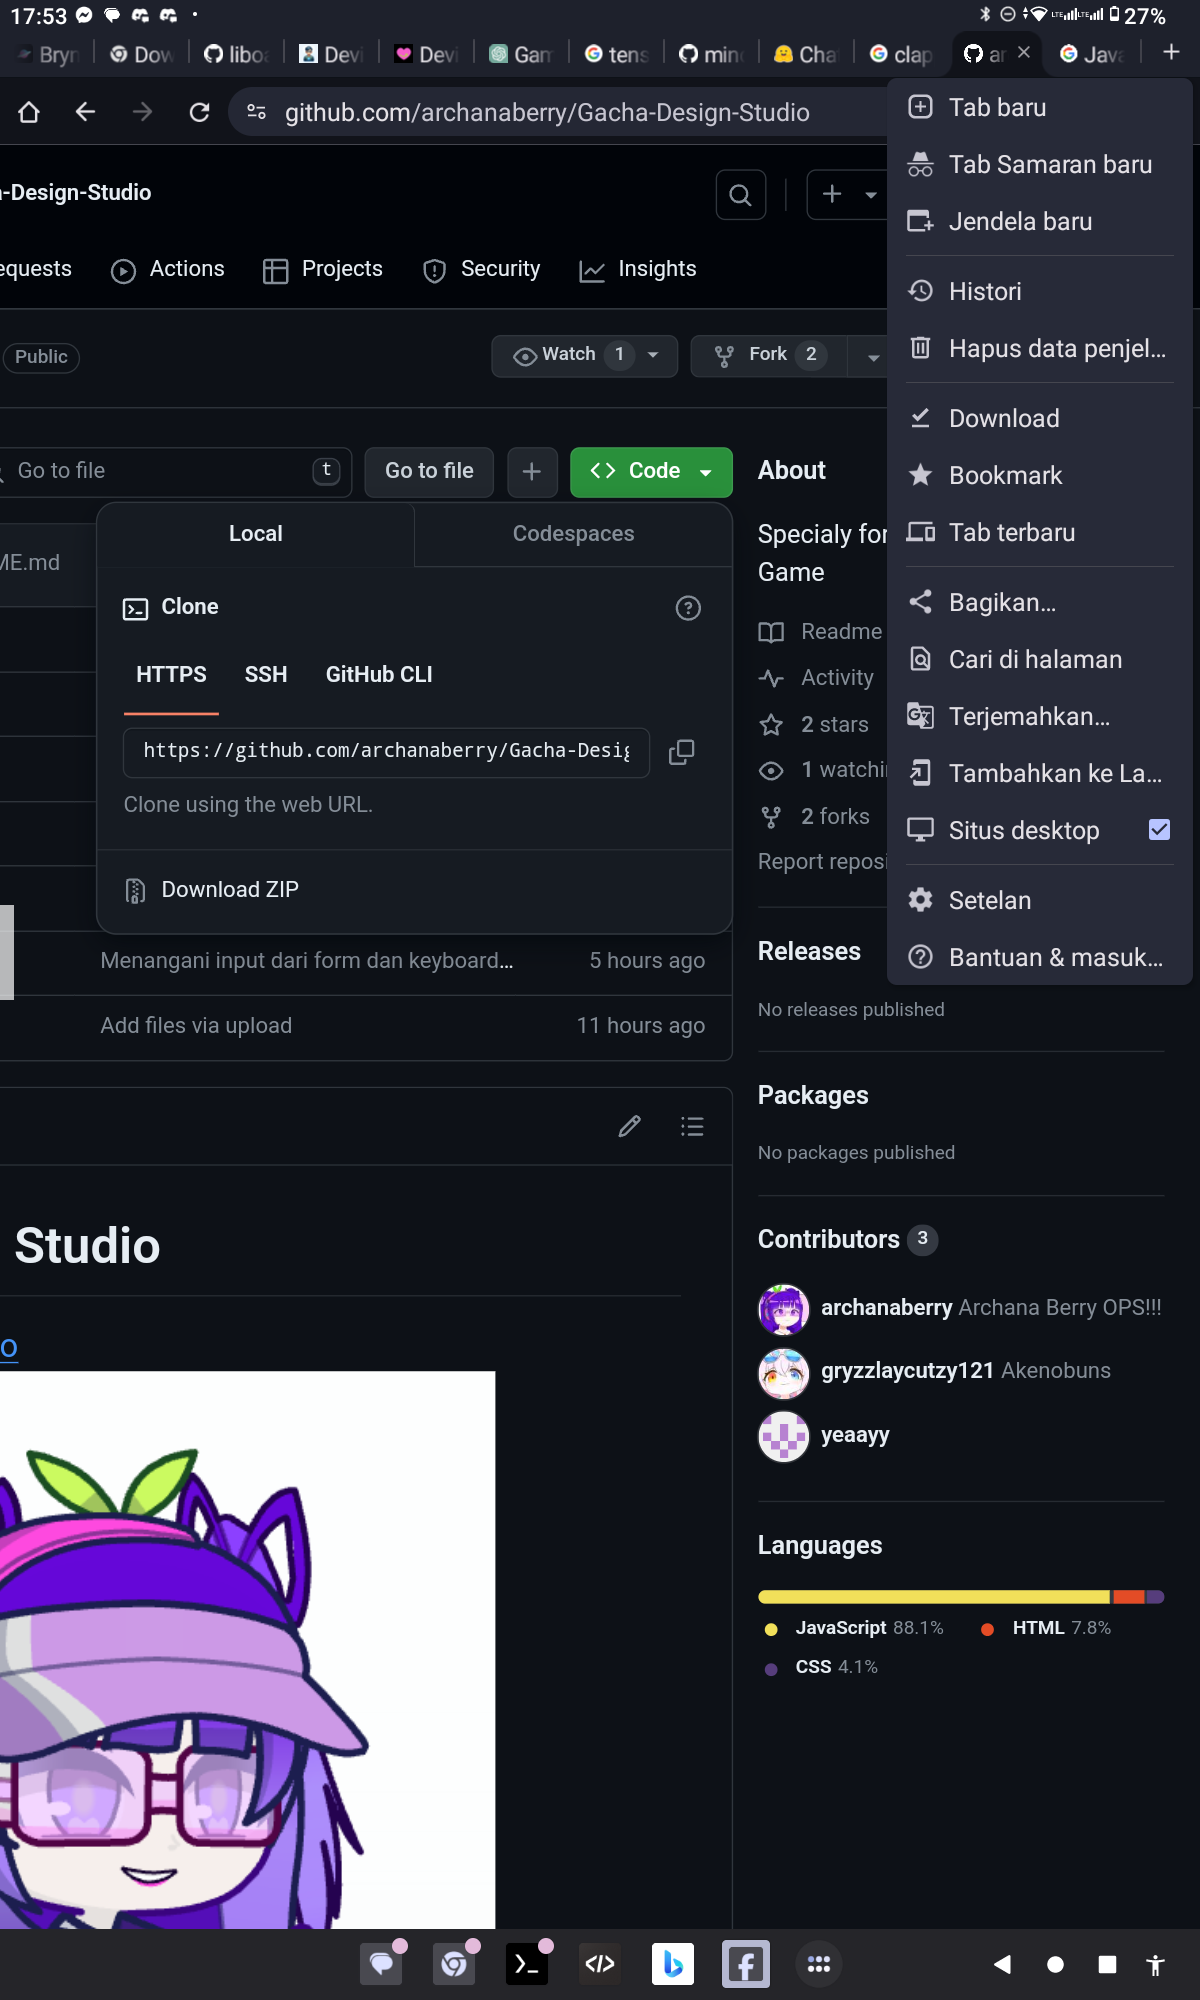 17:53
27%
Bryn
Dow
liboa
Devi
Devi
Gam
tens
min
Cha
clap
ar
Java
github.com/archanaberry/Gacha-Design-Studio
Tab baru
Tab Samaran baru
Jendela baru
Histori
Hapus data penjel...
Download
Bookmark
Tab terbaru
Bagikan...
Cari di halaman
Terjemahkan...
Tambahkan ke La...
Situs desktop
Setelan
Bantuan & masuk...
-Design-Studio
equests
Actions
Projects
Security
Insights
Public
Watch 1
Fork 2
Go to file
t
Go to file
Code
ME.md
Local
Codespaces
Clone
HTTPS
SSH
GitHub CLI
https://github.com/archanaberry/Gacha-Desig
Clone using the web URL.
Download ZIP
Menangani input dari form dan keyboard...
5 hours ago
Add files via upload
11 hours ago
Studio
o
About
Specialy for
Game
Readme
Activity
2 stars
1 watchi
2 forks
Report reposi
Releases
No releases published
Packages
No packages published
Contributors 3
archanaberry Archana Berry OPS!!!
gryzzlaycutzy121 Akenobuns
yeaayy
Languages
JavaScript 88.1%
HTML 7.8%
CSS 4.1%